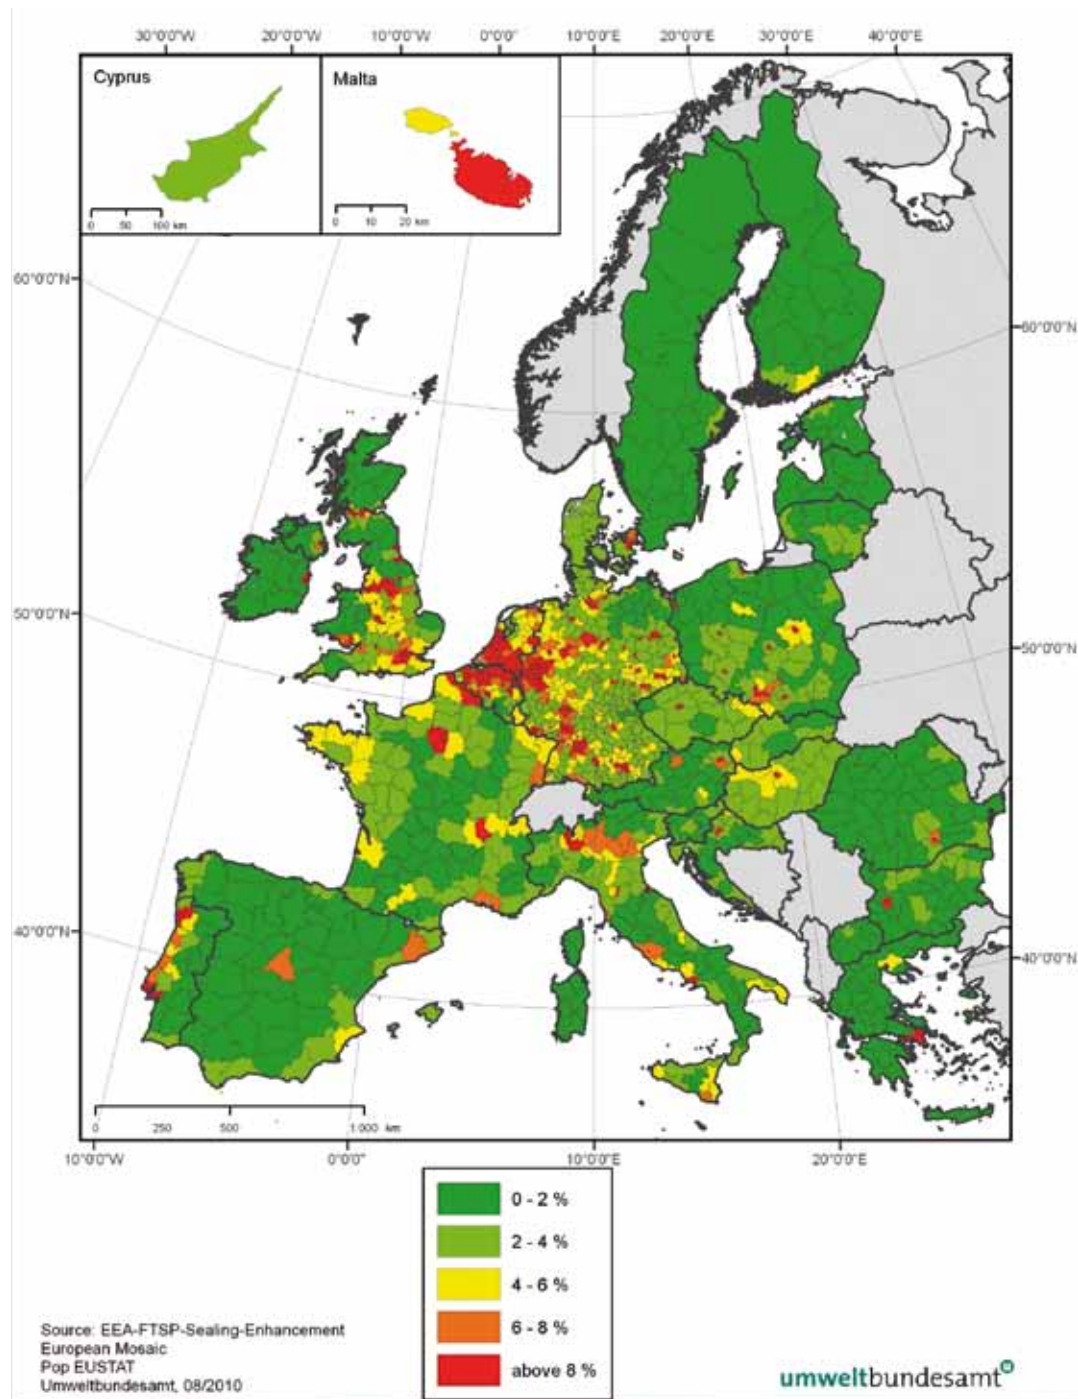 30°0'0"W 20°0'0"W 10°0'0"W 0°0'0" 10°0'0"E 20°0'0"E 30°0'0"E 40°0'0"E
Cyprus
Malta
0 50 100 km
0 10 20 km
60°0'0"N
60°0'0"N
50°0'0"N
50°0'0"N
40°0'0"N
40°0'0"N
0 250 500 1 000 km
10°0'0"W 0°0'0" 10°0'0"E 20°0'0"E
0 - 2 %
2 - 4 %
4 - 6 %
6 - 8 %
above 8 %
Source: EEA-FTSP-Sealing-Enhancement
European Mosaic
Pop EUSTAT
Umweltbundesamt, 08/2010
umweltbundesamt